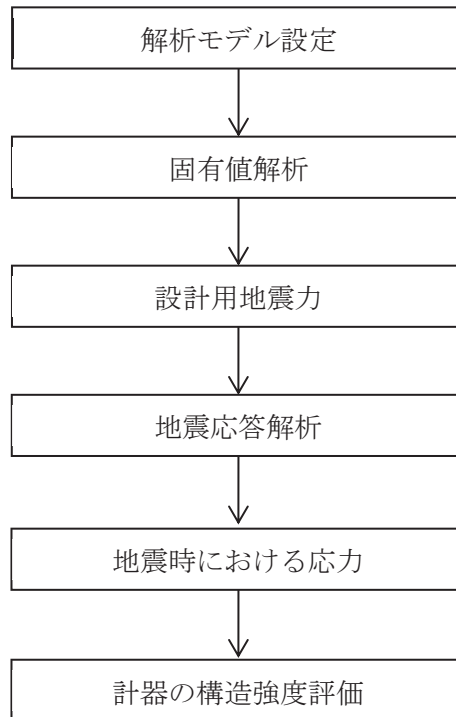 解析モデル設定
固有値解析
設計用地震力
地震応答解析
地震時における応力
計器の構造強度評価